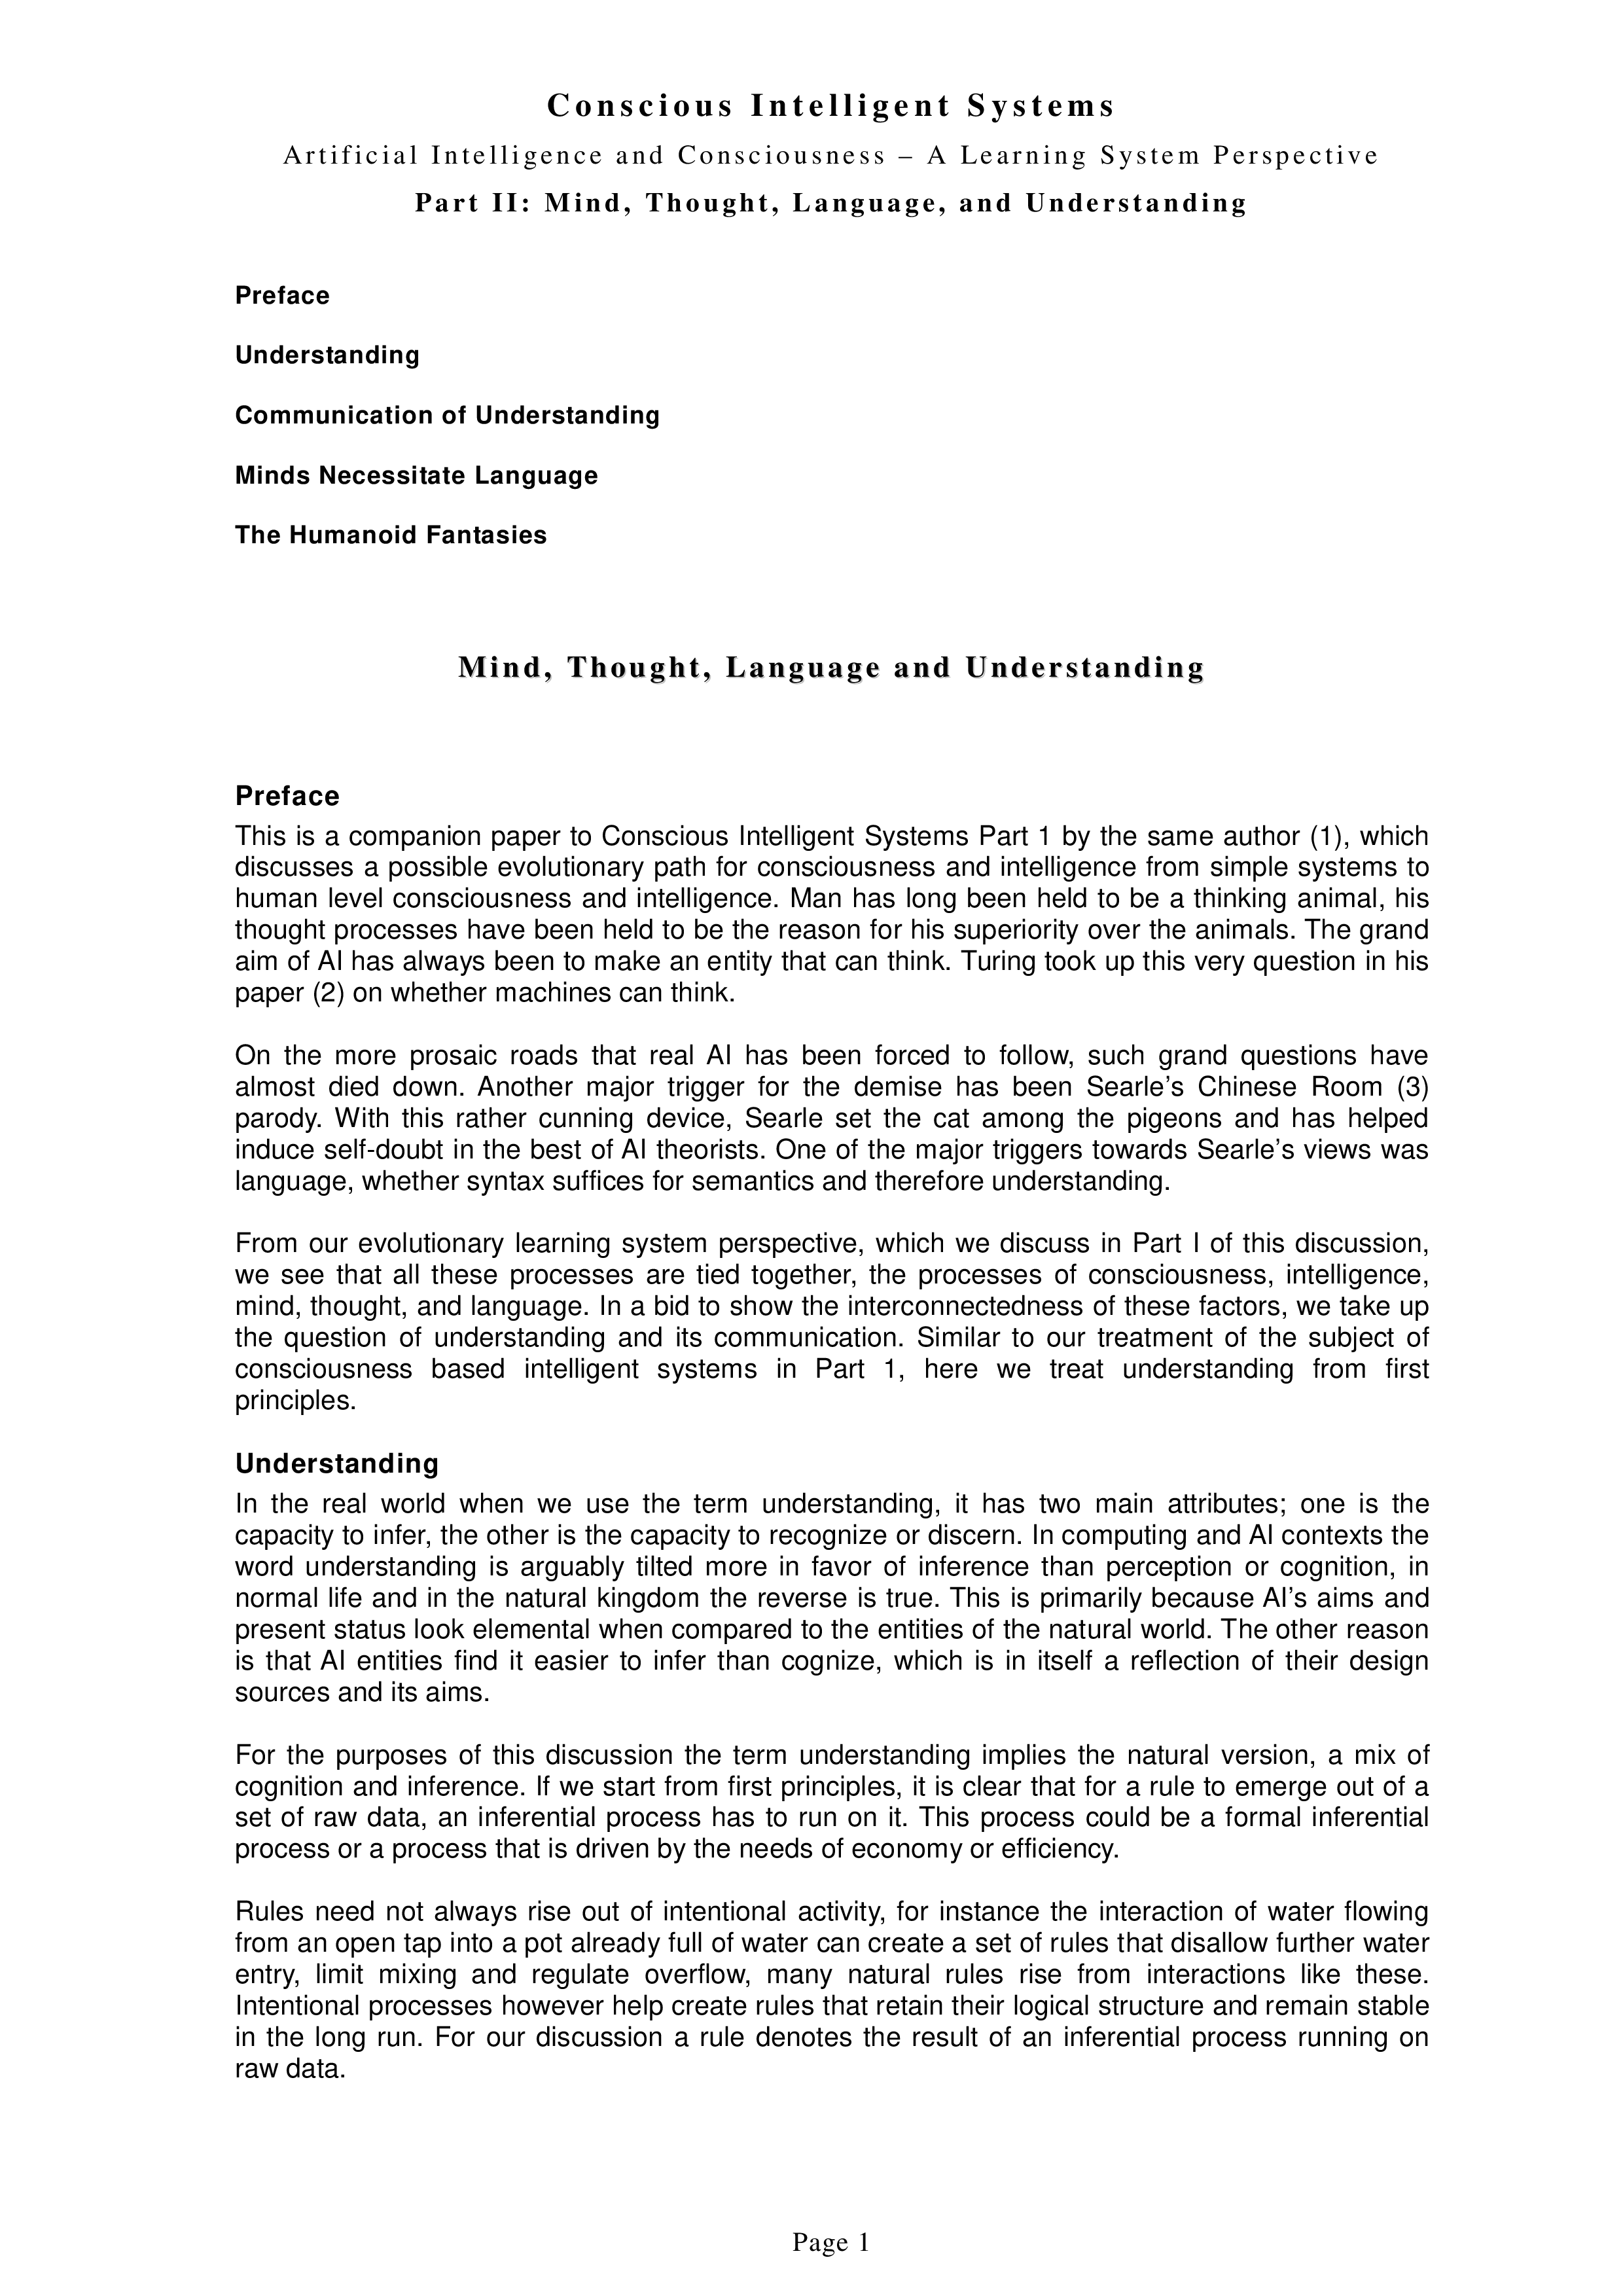 Conscious Intelligent Systems
Artificial Intelligence and Consciousness – A Learning System Perspective
Part II: Mind, Thought, Language, and Understanding
Preface
Understanding
Communication of Understanding
Minds Necessitate Language
The Humanoid Fantasies
Mind, Thought, Language and Understanding
Preface
This is a companion paper to Conscious Intelligent Systems Part 1 by the same author (1), which
discusses a possible evolutionary path for consciousness and intelligence from simple systems to
human level consciousness and intelligence. Man has long been held to be a thinking animal, his
thought processes have been held to be the reason for his superiority over the animals. The grand
aim of AI has always been to make an entity that can think. Turing took up this very question in his
paper (2) on whether machines can think.
On the more prosaic roads that real AI has been forced to follow, such grand questions have
almost died down. Another major trigger for the demise has been Searle’s Chinese Room (3)
parody. With this rather cunning device, Searle set the cat among the pigeons and has helped
induce self-doubt in the best of AI theorists. One of the major triggers towards Searle’s views was
language, whether syntax suffices for semantics and therefore understanding.
From our evolutionary learning system perspective, which we discuss in Part I of this discussion,
we see that all these processes are tied together, the processes of consciousness, intelligence,
mind, thought, and language. In a bid to show the interconnectedness of these factors, we take up
the question of understanding and its communication. Similar to our treatment of the subject of
consciousness based intelligent systems in Part 1, here we treat understanding from first
principles.
Understanding
In the real world when we use the term understanding, it has two main attributes; one is the
capacity to infer, the other is the capacity to recognize or discern. In computing and AI contexts the
word understanding is arguably tilted more in favor of inference than perception or cognition, in
normal life and in the natural kingdom the reverse is true. This is primarily because AI’s aims and
present status look elemental when compared to the entities of the natural world. The other reason
is that AI entities find it easier to infer than cognize, which is in itself a reflection of their design
sources and its aims.
For the purposes of this discussion the term understanding implies the natural version, a mix of
cognition and inference. If we start from first principles, it is clear that for a rule to emerge out of a
set of raw data, an inferential process has to run on it. This process could be a formal inferential
process or a process that is driven by the needs of economy or efficiency.
Rules need not always rise out of intentional activity, for instance the interaction of water flowing
from an open tap into a pot already full of water can create a set of rules that disallow further water
entry, limit mixing and regulate overflow, many natural rules rise from interactions like these.
Intentional processes however help create rules that retain their logical structure and remain stable
in the long run. For our discussion a rule denotes the result of an inferential process running on
raw data.
Page 1